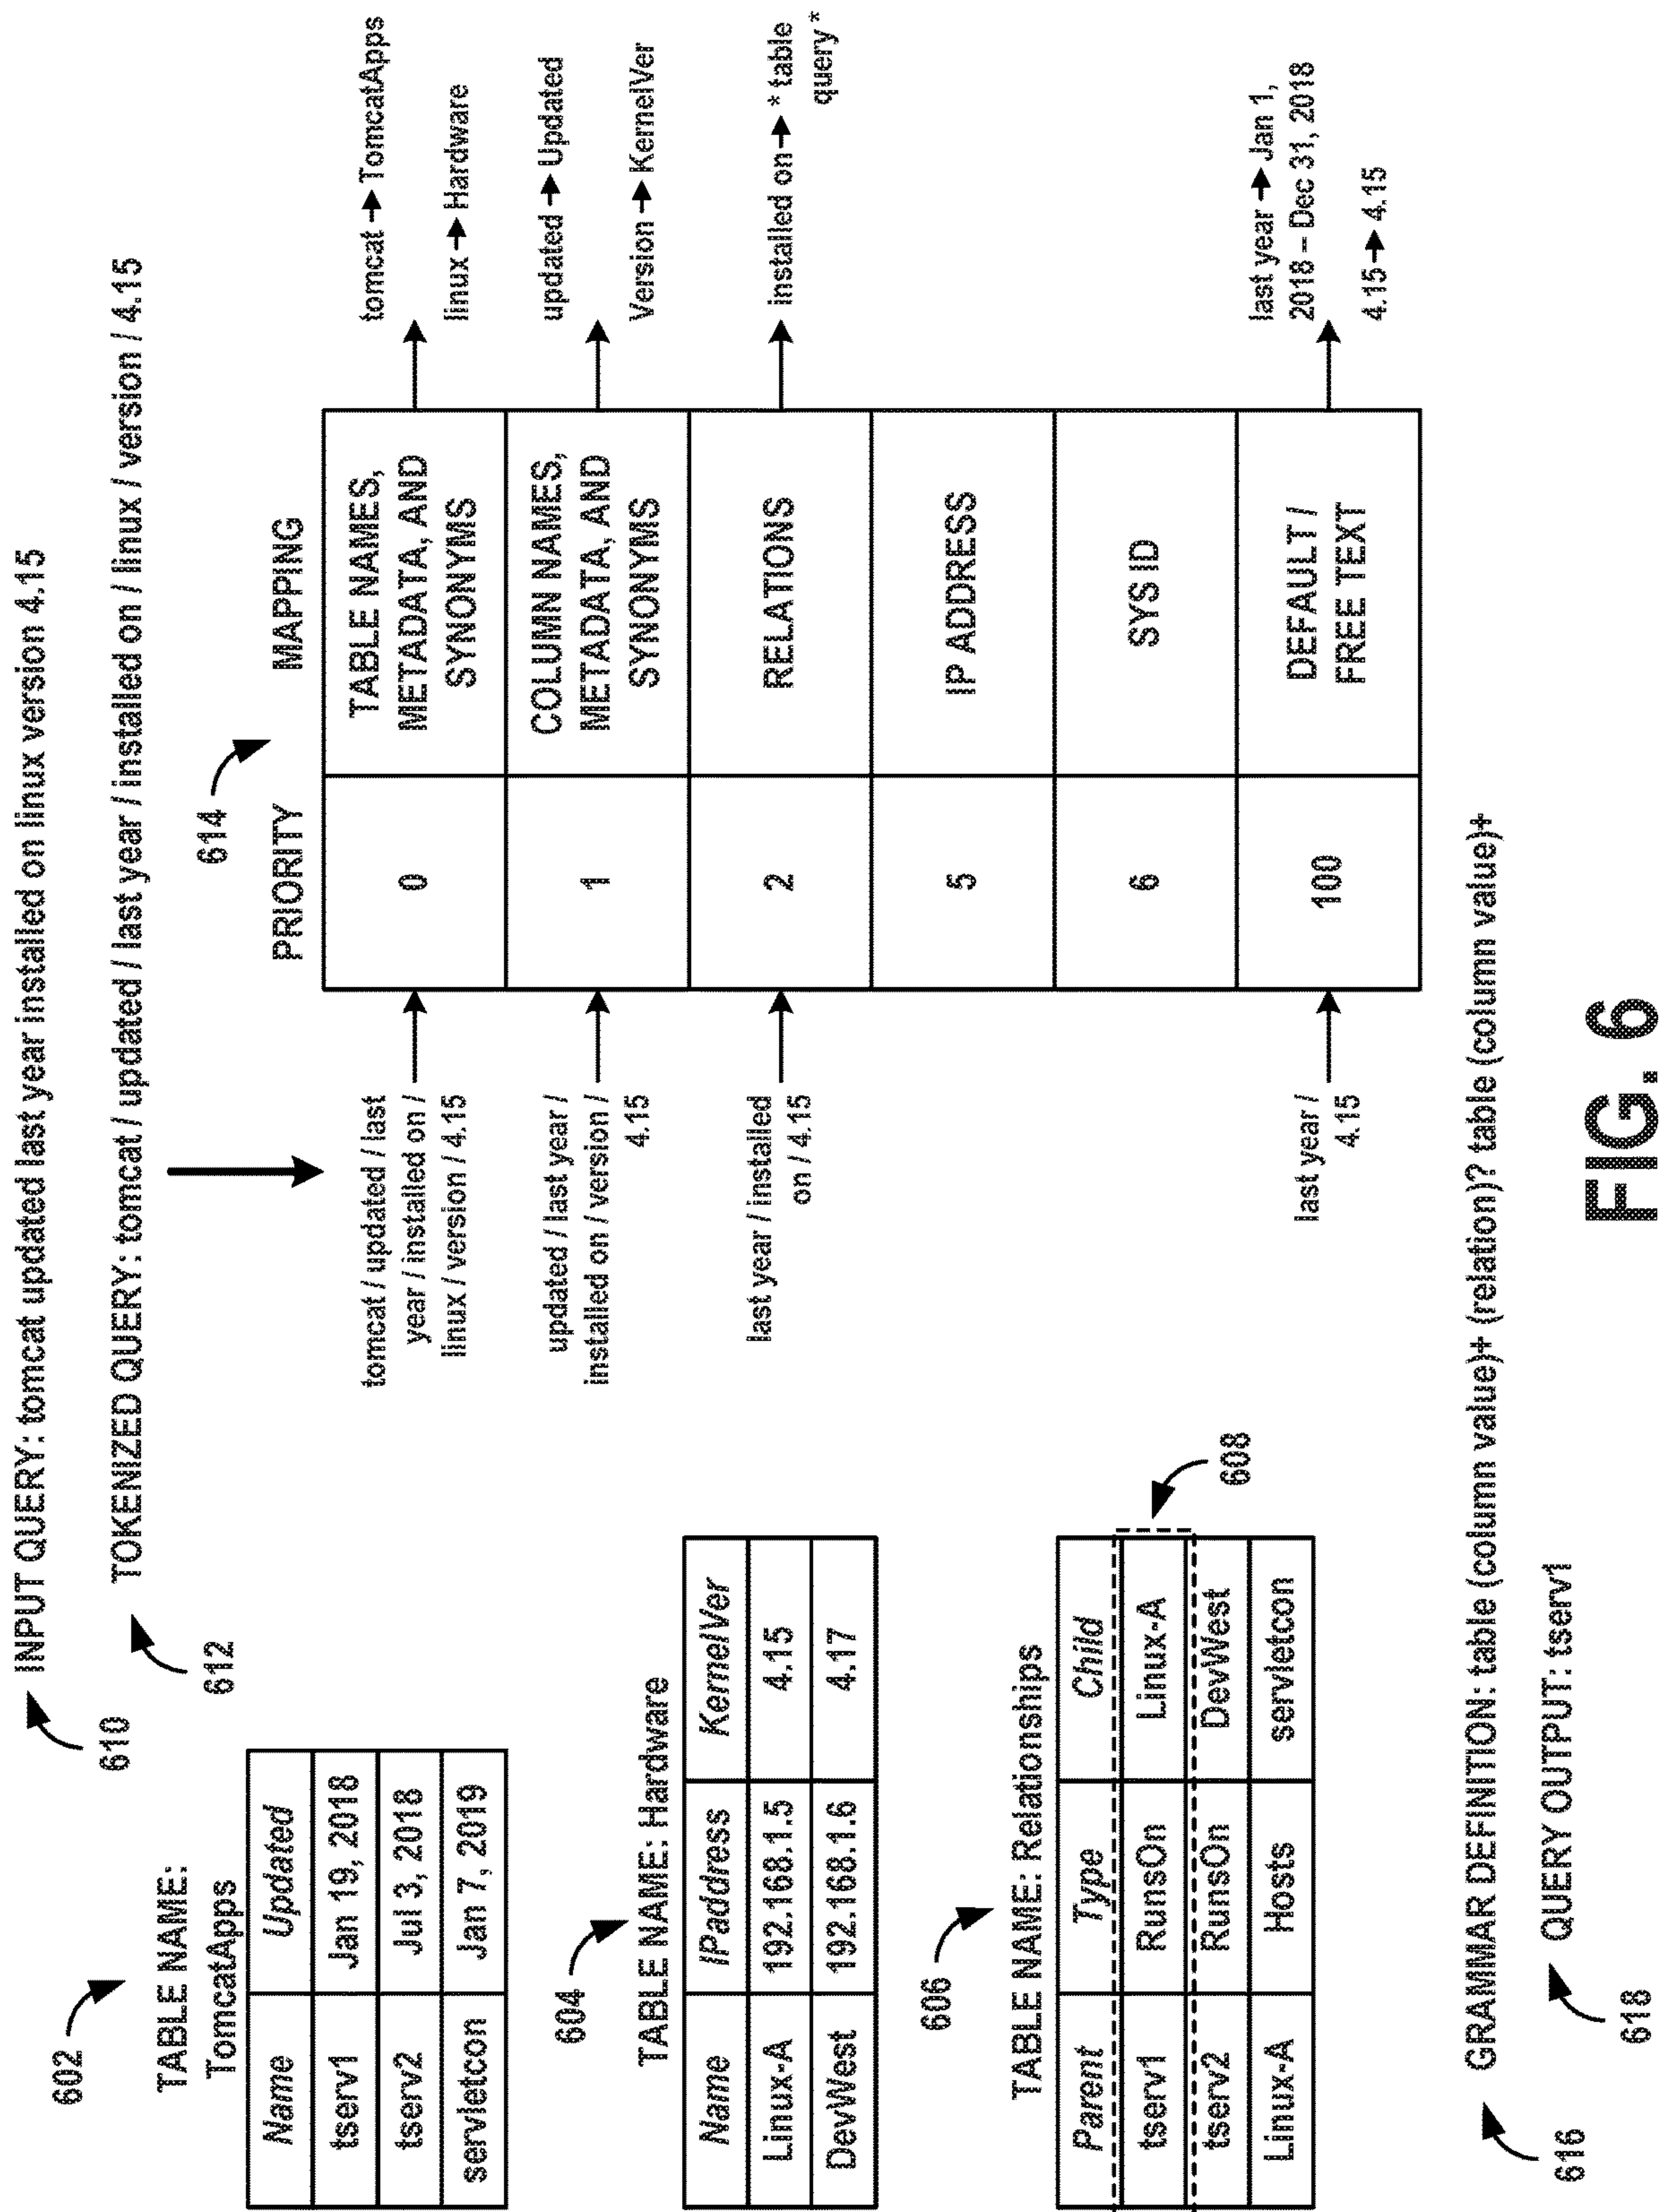 INPUT QUERY: tomcat updated last year installed on linux version 4.15
610
TOKENIZED QUERY: tomcat / updated / last year / installed on / linux / version / 4.15
612
602
TABLE NAME:
TomcatApps
Name Updated
tserv1 Jan 19, 2018
tserv2 Jul 3, 2018
servletcon Jan 7, 2019
604
TABLE NAME: Hardware
Name IPaddress KernelVer
Linux-A 192.168.1.5 4.15
DevWest 192.168.1.6 4.17
606
TABLE NAME: Relationships
Parent Type Child
tserv1 RunsOn Linux-A
tserv2 RunsOn DevWest
Linux-A Hosts servletcon
608
614
PRIORITY MAPPING
tomcat / updated / last
year / installed on /
linux / version / 4.15
0
TABLE NAMES,
METADATA, AND
SYNONYMS
tomcat → TomcatApps
linux → Hardware
updated / last year /
installed on / version /
4.15
1
COLUMN NAMES,
METADATA, AND
SYNONYMS
updated → Updated
Version → KernelVer
last year / installed
on / 4.15
2
RELATIONS
installed on → * table
query *
5
IP ADDRESS
6
SYS ID
last year /
4.15
100
DEFAULT /
FREE TEXT
last year → Jan 1,
2018 – Dec 31, 2018
4.15 → 4.15
GRAMMAR DEFINITION: table (column value)+ (relation)? table (column value)+
616
QUERY OUTPUT: tserv1
618
FIG. 6